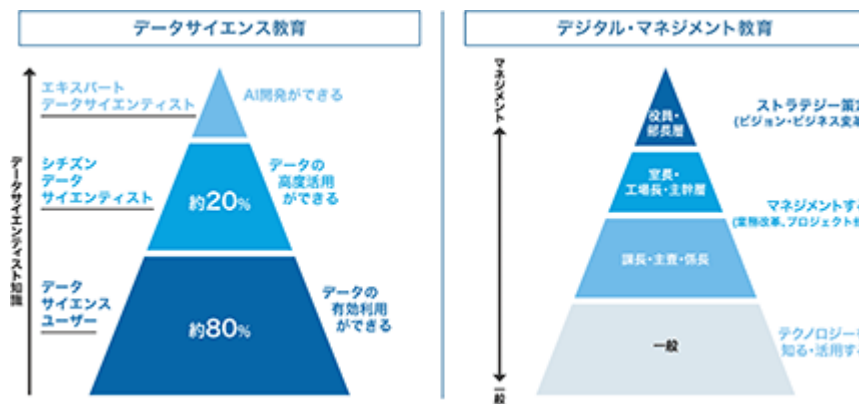 データサイエンス教育
エキスパート
データサイエンティスト
AI開発ができる
シチズン
データ
サイエンティスト
約20%
データの
高度活用
ができる
データ
サイエンス
ユーザー
約80%
データの
有効利用
ができる
データサイエンティスト知識
デジタル・マネジメント教育
マネジメント
一般
役員・
部長層
ストラテジー策定
(ビジョン・ビジネス変革
室長・
工場長・主幹層
マネジメントする
(業務改革、プロジェクト
課長・主査・係長
一般
テクノロジーを
知る・活用する